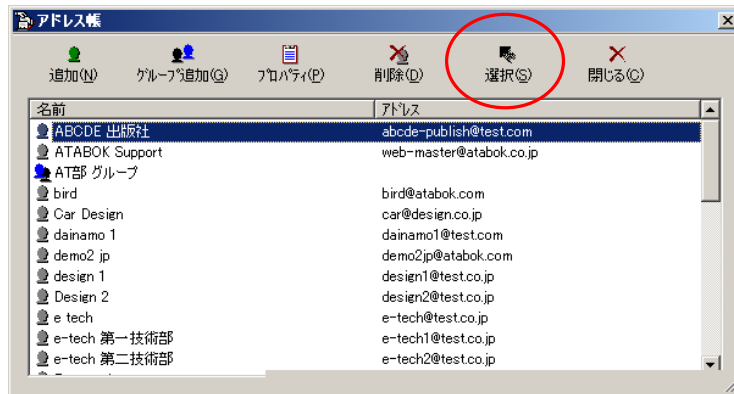 アドレス帳
追加(N) グループ追加(G) プロパティ(P) 削除(D) 選択(S) 閉じる(C)
名前 アドレス
ABCDE 出版社 abcde-publish@test.com
ATABOK Support web-master@atabok.co.jp
AT部 グループ
bird bird@atabok.com
Car Design car@design.co.jp
dainamo 1 dainamo1@test.com
demo2 jp demo2jp@atabok.com
design 1 design1@test.co.jp
Design 2 design2@test.co.jp
e tech e-tech@test.co.jp
e-tech 第一技術部 e-tech1@test.co.jp
e-tech 第二技術部 e-tech2@test.co.jp